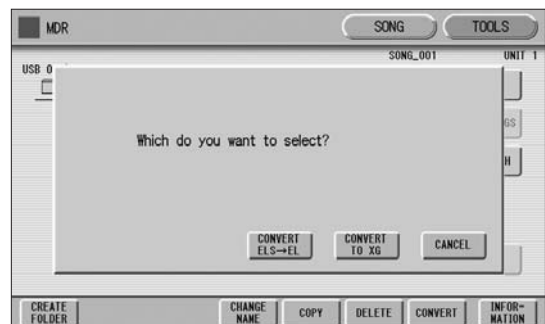 MDR
SONG
TOOLS
SONG_001
UNIT 1
USB 0
GS
H
Which do you want to select?
CONVERT
ELS→EL
CONVERT
TO XG
CANCEL
CREATE
FOLDER
CHANGE
NAME
COPY
DELETE
CONVERT
INFOR-
MATION